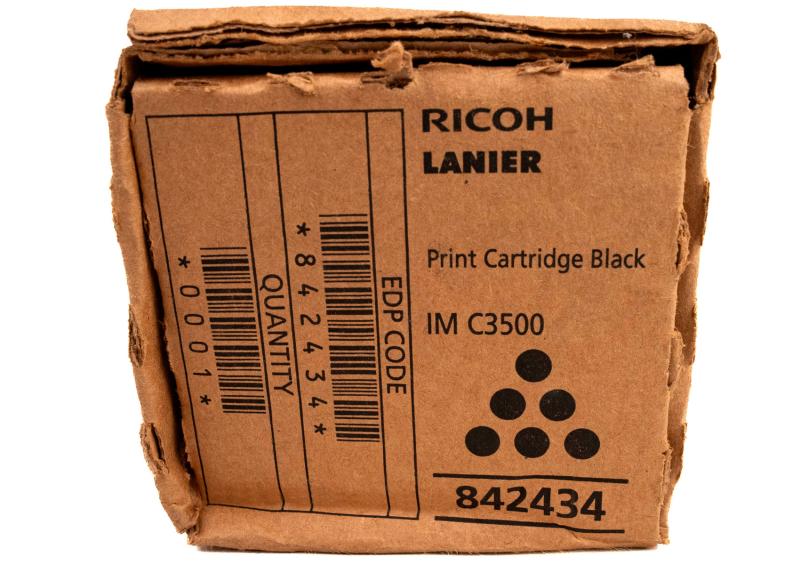 RICOH
LANIER
Print Cartridge Black
IM C3500
842434
EDP CODE
*842434*
QUANTITY
*0001*